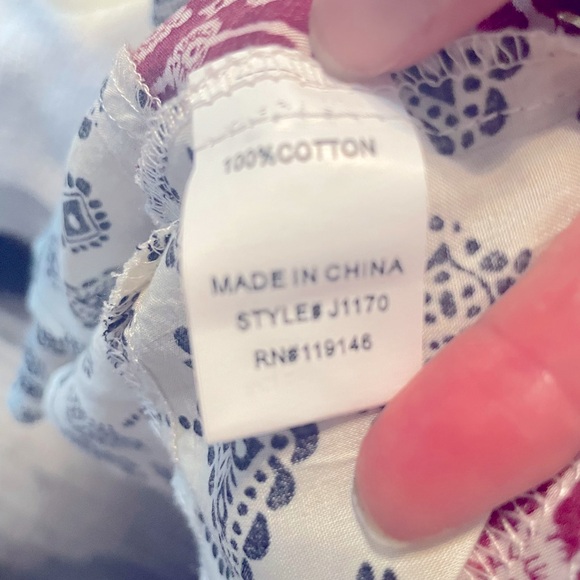 100%COTTON
MADE IN CHINA
STYLE# J1170
RN#119146